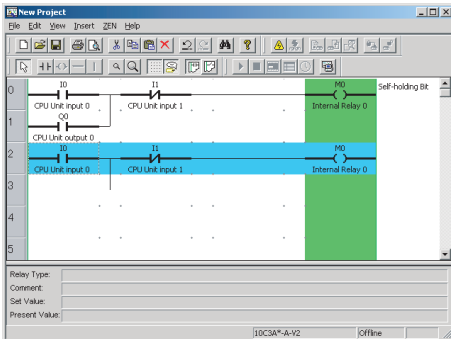 New Project
File Edit View Insert ZEN Help
0 I0 I1 M0 Self-holding Bit
CPU Unit input 0 CPU Unit input 1 Internal Relay 0
1 Q0
CPU Unit output 0
2 I0 I1 M0
CPU Unit input 0 CPU Unit input 1 Internal Relay 0
3
4
5
Relay Type:
Comment:
Set Value:
Present Value:
10C3A*-A-V2 Offline